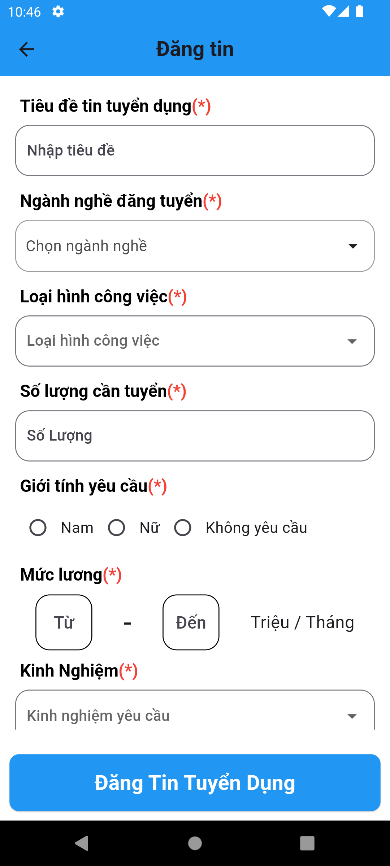 10:46
Đăng tin
Tiêu đề tin tuyển dụng(*)
Nhập tiêu đề
Ngành nghề đăng tuyển(*)
Chọn ngành nghề
Loại hình công việc(*)
Loại hình công việc
Số lượng cần tuyển(*)
Số Lượng
Giới tính yêu cầu(*)
Nam Nữ Không yêu cầu
Mức lương(*)
Từ - Đến Triệu / Tháng
Kinh Nghiệm(*)
Kinh nghiệm yêu cầu
Đăng Tin Tuyển Dụng